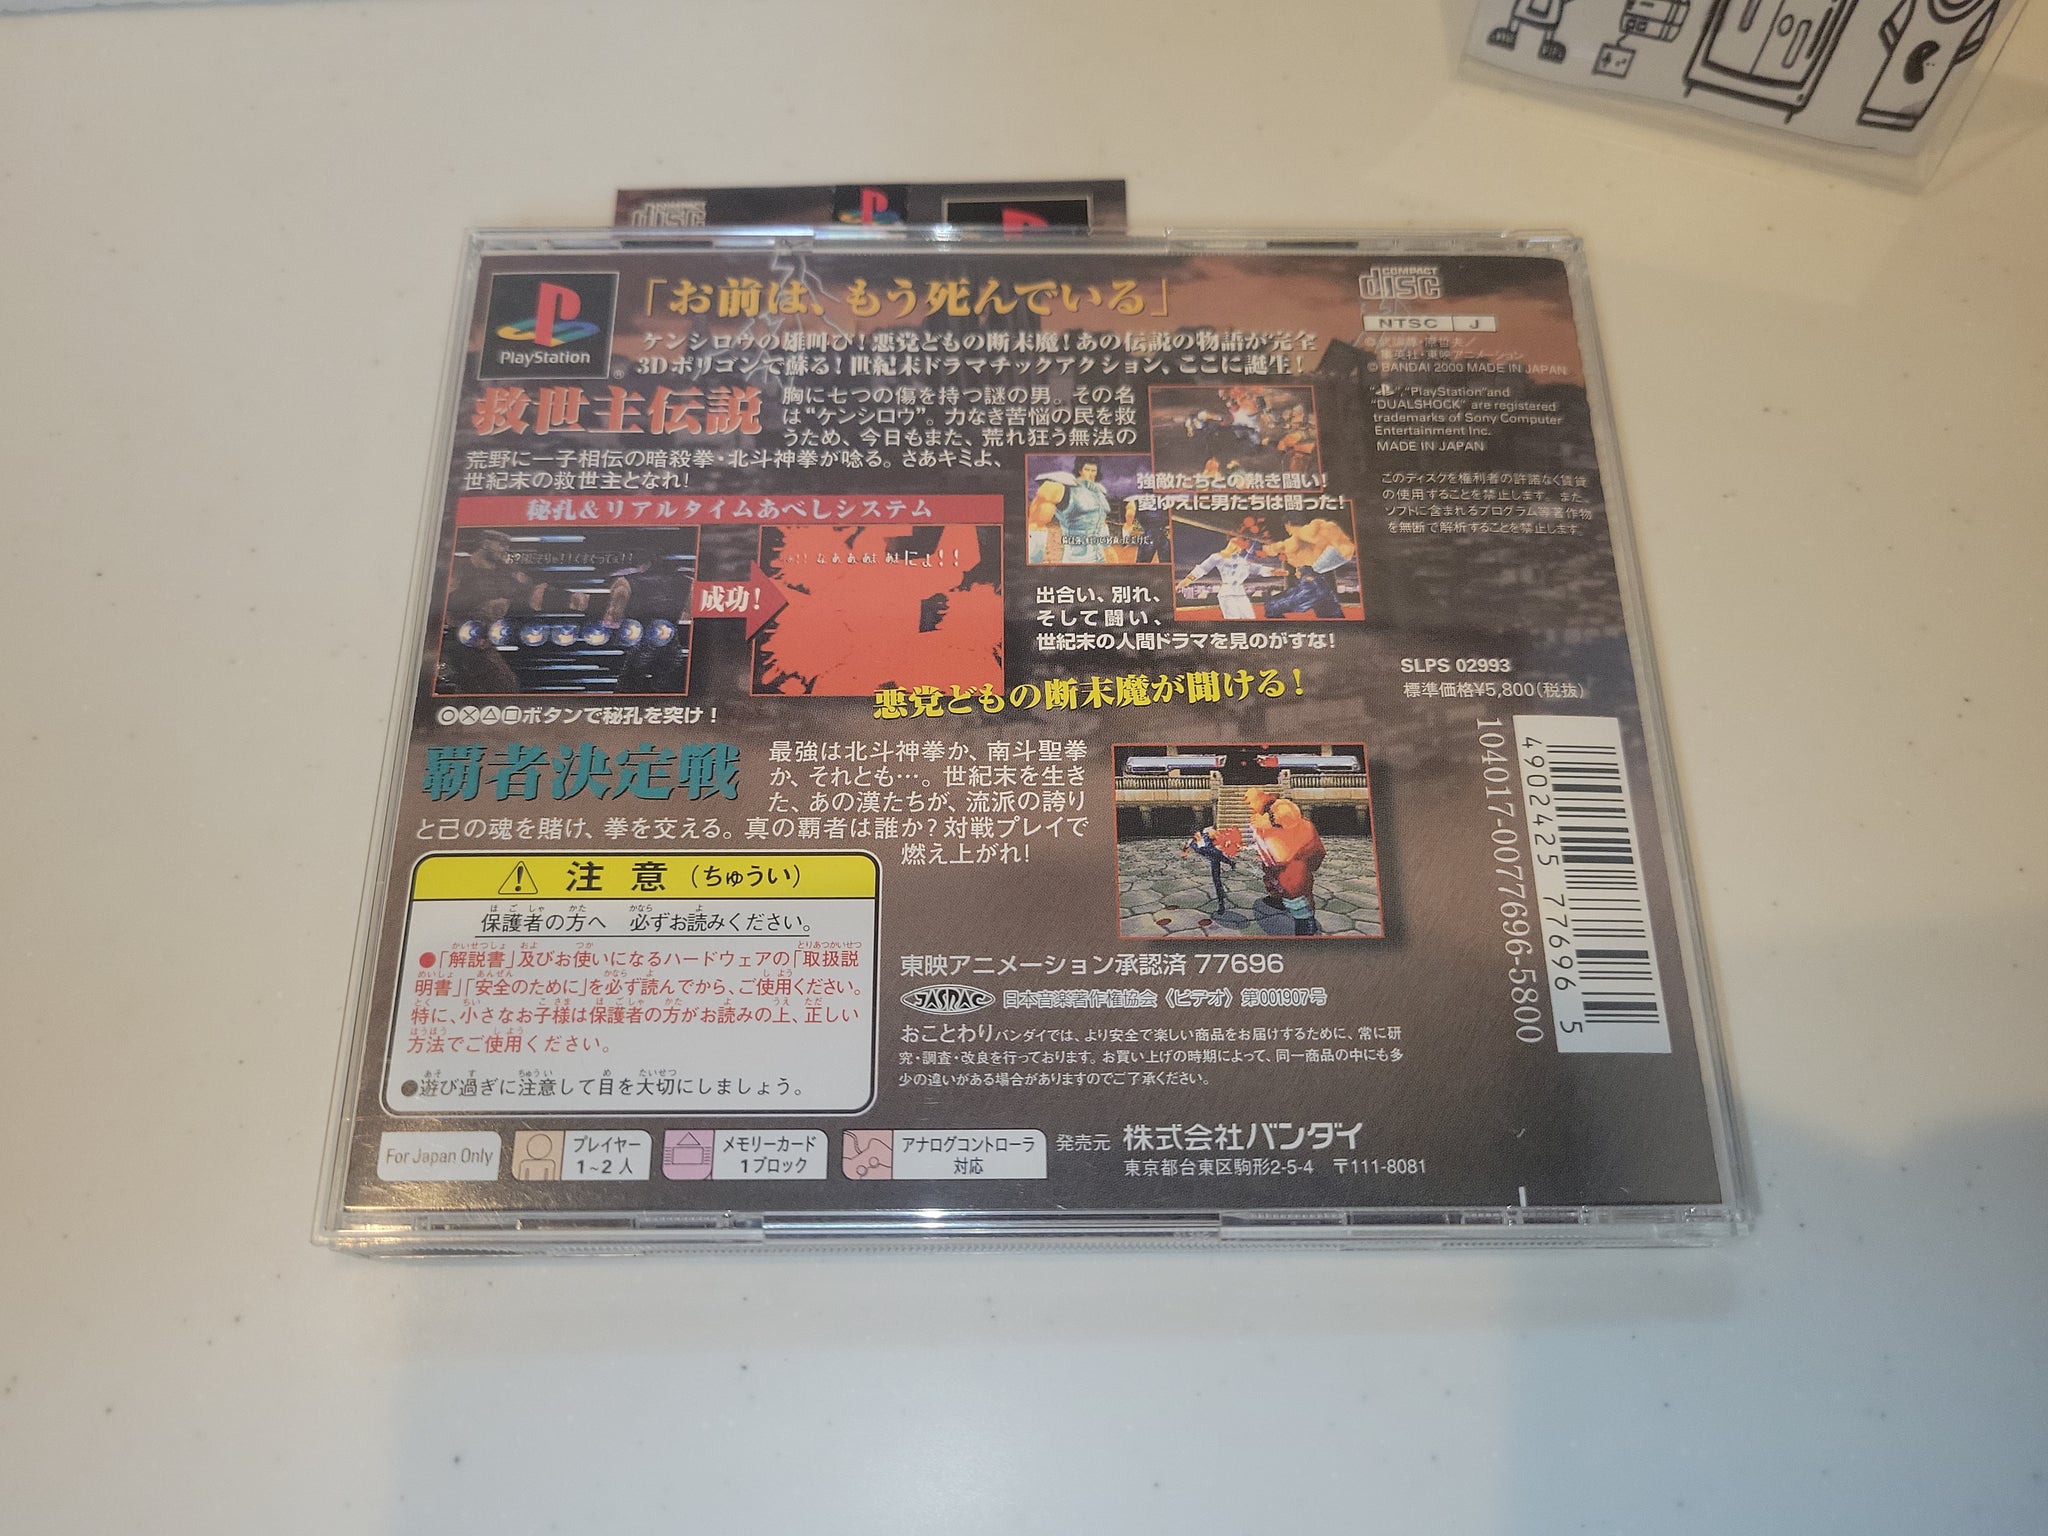 COMPACT
disc
PlayStation
「お前は、もう死んでいる」
ケンシロウの雄叫び!悪党どもの断末魔!あの伝説の物語が完全
3Dポリゴンで蘇る!世紀末ドラマチックアクション、ここに誕生!
救世主伝説
胸に七つの傷を持つ謎の男。その名
は"ケンシロウ"。力なき苦悩の民を救
うため、今日もまた、荒れ狂う無法の
荒野に一子相伝の暗殺拳・北斗神拳が唸る。さあキミよ、
世紀末の救世主となれ!
秘孔&リアルタイムあべしシステム
成功!
○×△□ボタンで秘孔を突け!
強敵たちとの熱き闘い!
愛ゆえに男たちは闘った!
出合い、別れ、
そして闘い、
世紀末の人間ドラマを見のがすな!
悪党どもの断末魔が聞ける!
覇者決定戦
最強は北斗神拳か、南斗聖拳
か、それとも…。世紀末を生き
た、あの漢たちが、流派の誇り
と己の魂を賭け、拳を交える。真の覇者は誰か?対戦プレイで
燃え上がれ!
COMPACT
disc
NTSC J
©武論尊・原哲夫/
集英社・東映アニメーション
© BANDAI 2000 MADE IN JAPAN
" ","PlayStation"and
"DUALSHOCK" are registered
trademarks of Sony Computer
Entertainment Inc.
MADE IN JAPAN
このディスクを権利者の許諾なく賃貸
の使用することを禁止します。また、
ソフトに含まれるプログラム等著作物
を無断で解析することを禁止します。
SLPS 02993
標準価格¥5,800(税抜)
4902425776965
104017-0077696-5800
注意(ちゅうい)
保護者の方へ 必ずお読みください。
●「解説書」及びお使いになるハードウェアの「取扱説
明書」「安全のために」を必ず読んでから、ご使用ください。
特に、小さなお子様は保護者の方がお読みの上、正しい
方法でご使用ください。
●遊び過ぎに注意して目を大切にしましょう。
東映アニメーション承認済 77696
JASRAC 日本音楽著作権協会〈ビデオ〉第001907号
おことわり バンダイでは、より安全で楽しい商品をお届けするために、常に研
究・調査・改良を行っております。お買い上げの時期によって、同一商品の中にも多
少の違いがある場合がありますのでご了承ください。
For Japan Only
プレイヤー
1~2人
メモリーカード
1ブロック
アナログコントローラ
対応
発売元 株式会社バンダイ
東京都台東区駒形2-5-4 〒111-8081